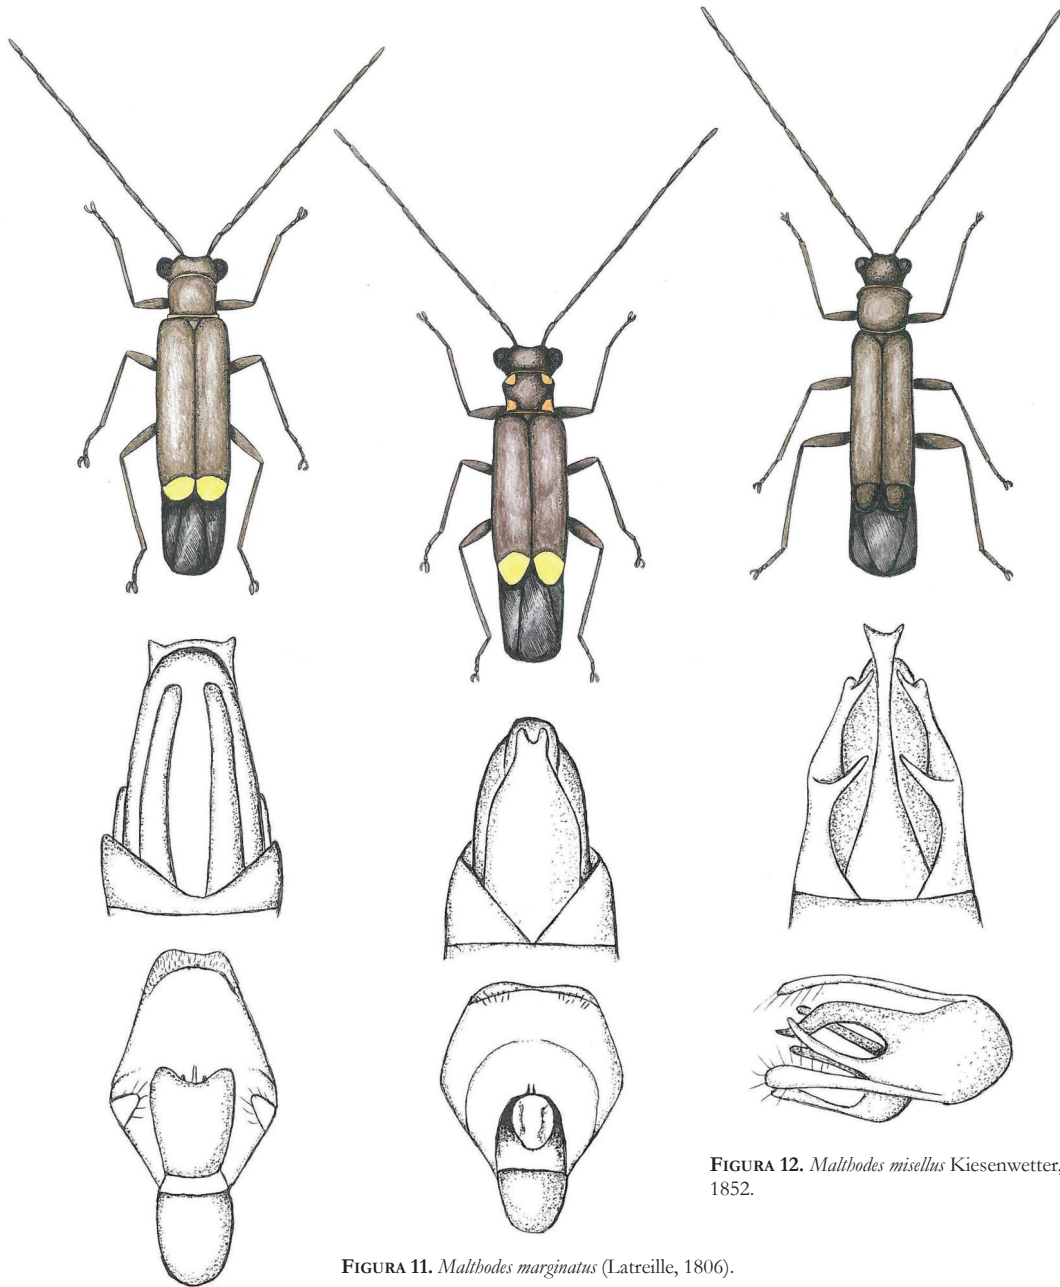 FIGURA 12. Malthodes misellus Kiesenwetter,
1852.
FIGURA 11. Malthodes marginatus (Latreille, 1806).